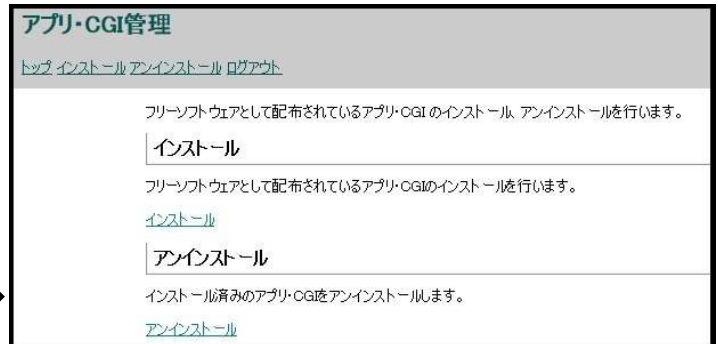 アプリ・CGI管理
トップ インストール アンインストール ログアウト
フリーソフトウェアとして配布されているアプリ・CGI のインストール、アンインストールを行います。
インストール
フリーソフトウェアとして配布されているアプリ・CGIのインストールを行います。
インストール
アンインストール
インストール済みのアプリ・CGIをアンインストールします。
アンインストール